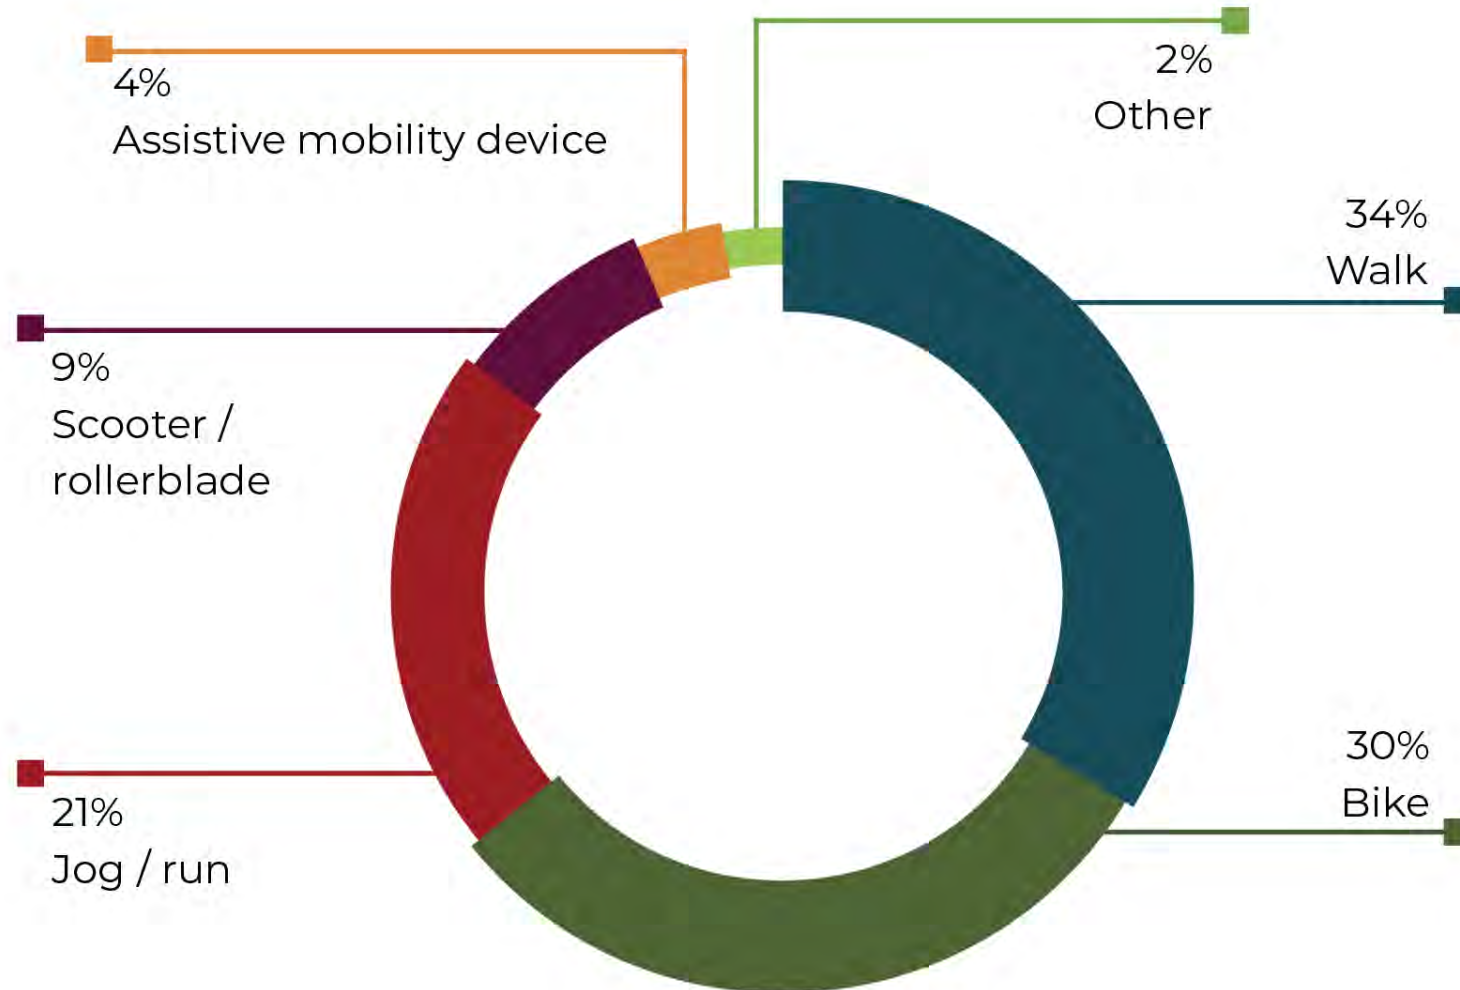 4%
Assistive mobility device
2%
Other
34%
Walk
9%
Scooter /
rollerblade
30%
Bike
21%
Jog / run